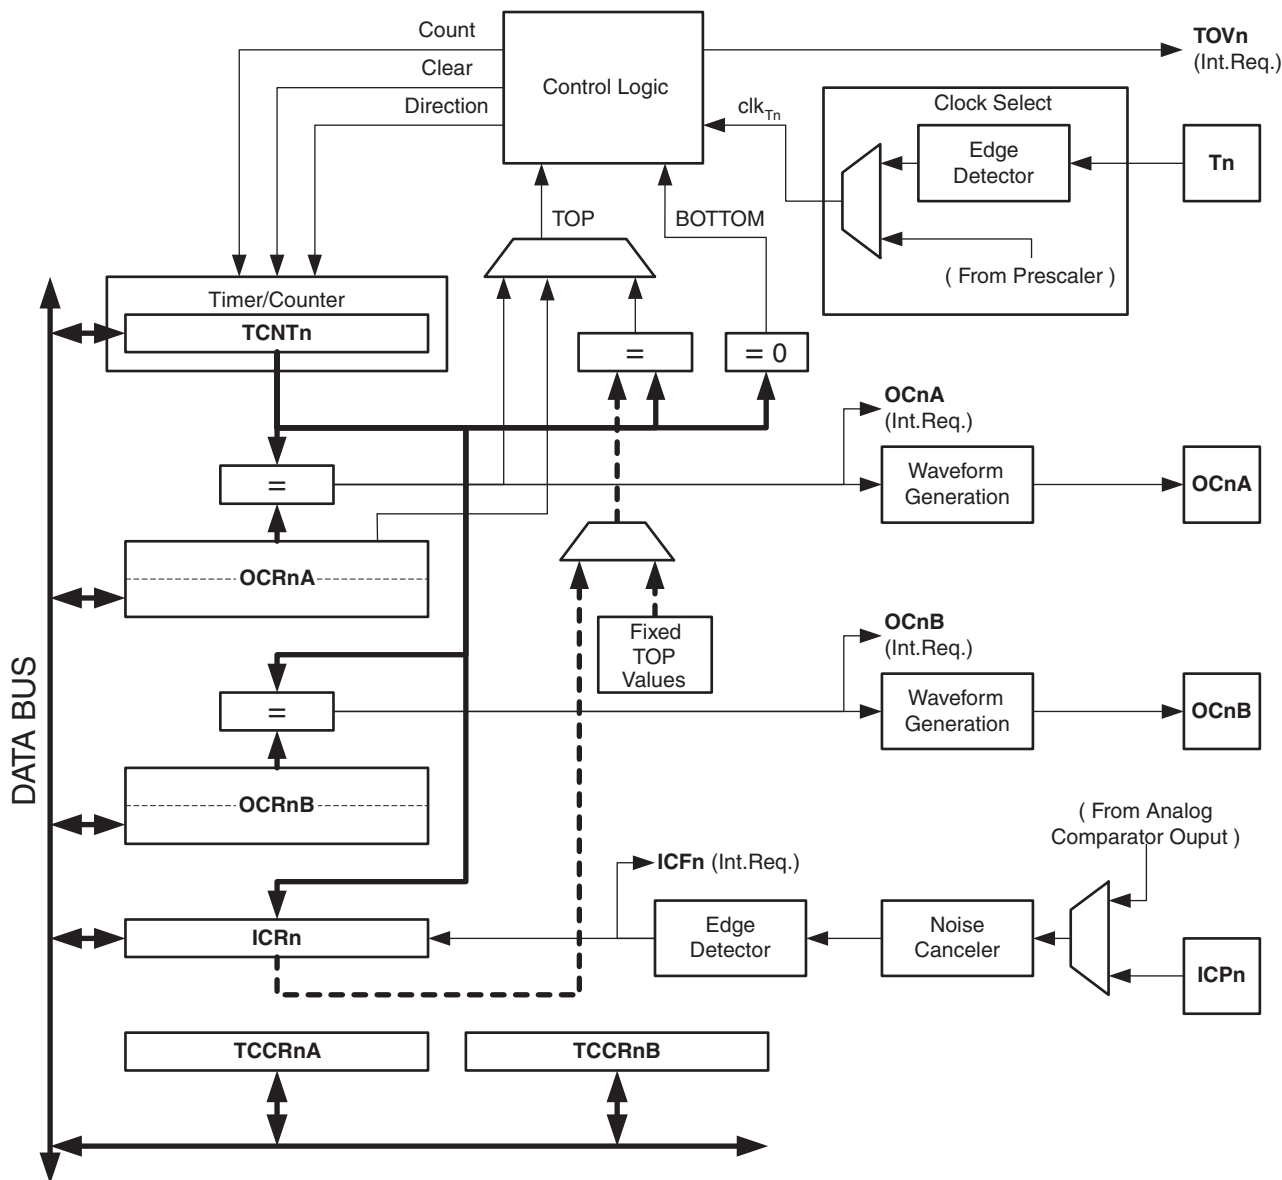 Count
Clear
Direction
Control Logic
TOVn
(Int.Req.)
clkTn
Clock Select
Edge
Detector
Tn
( From Prescaler )
TOP
BOTTOM
Timer/Counter
TCNTn
=
= 0
OCnA
(Int.Req.)
=
Waveform
Generation
OCnA
OCRnA
Fixed
TOP
Values
OCnB
(Int.Req.)
=
Waveform
Generation
OCnB
DATA BUS
OCRnB
( From Analog
Comparator Ouput )
ICFn (Int.Req.)
ICRn
Edge
Detector
Noise
Canceler
ICPn
TCCRnA
TCCRnB